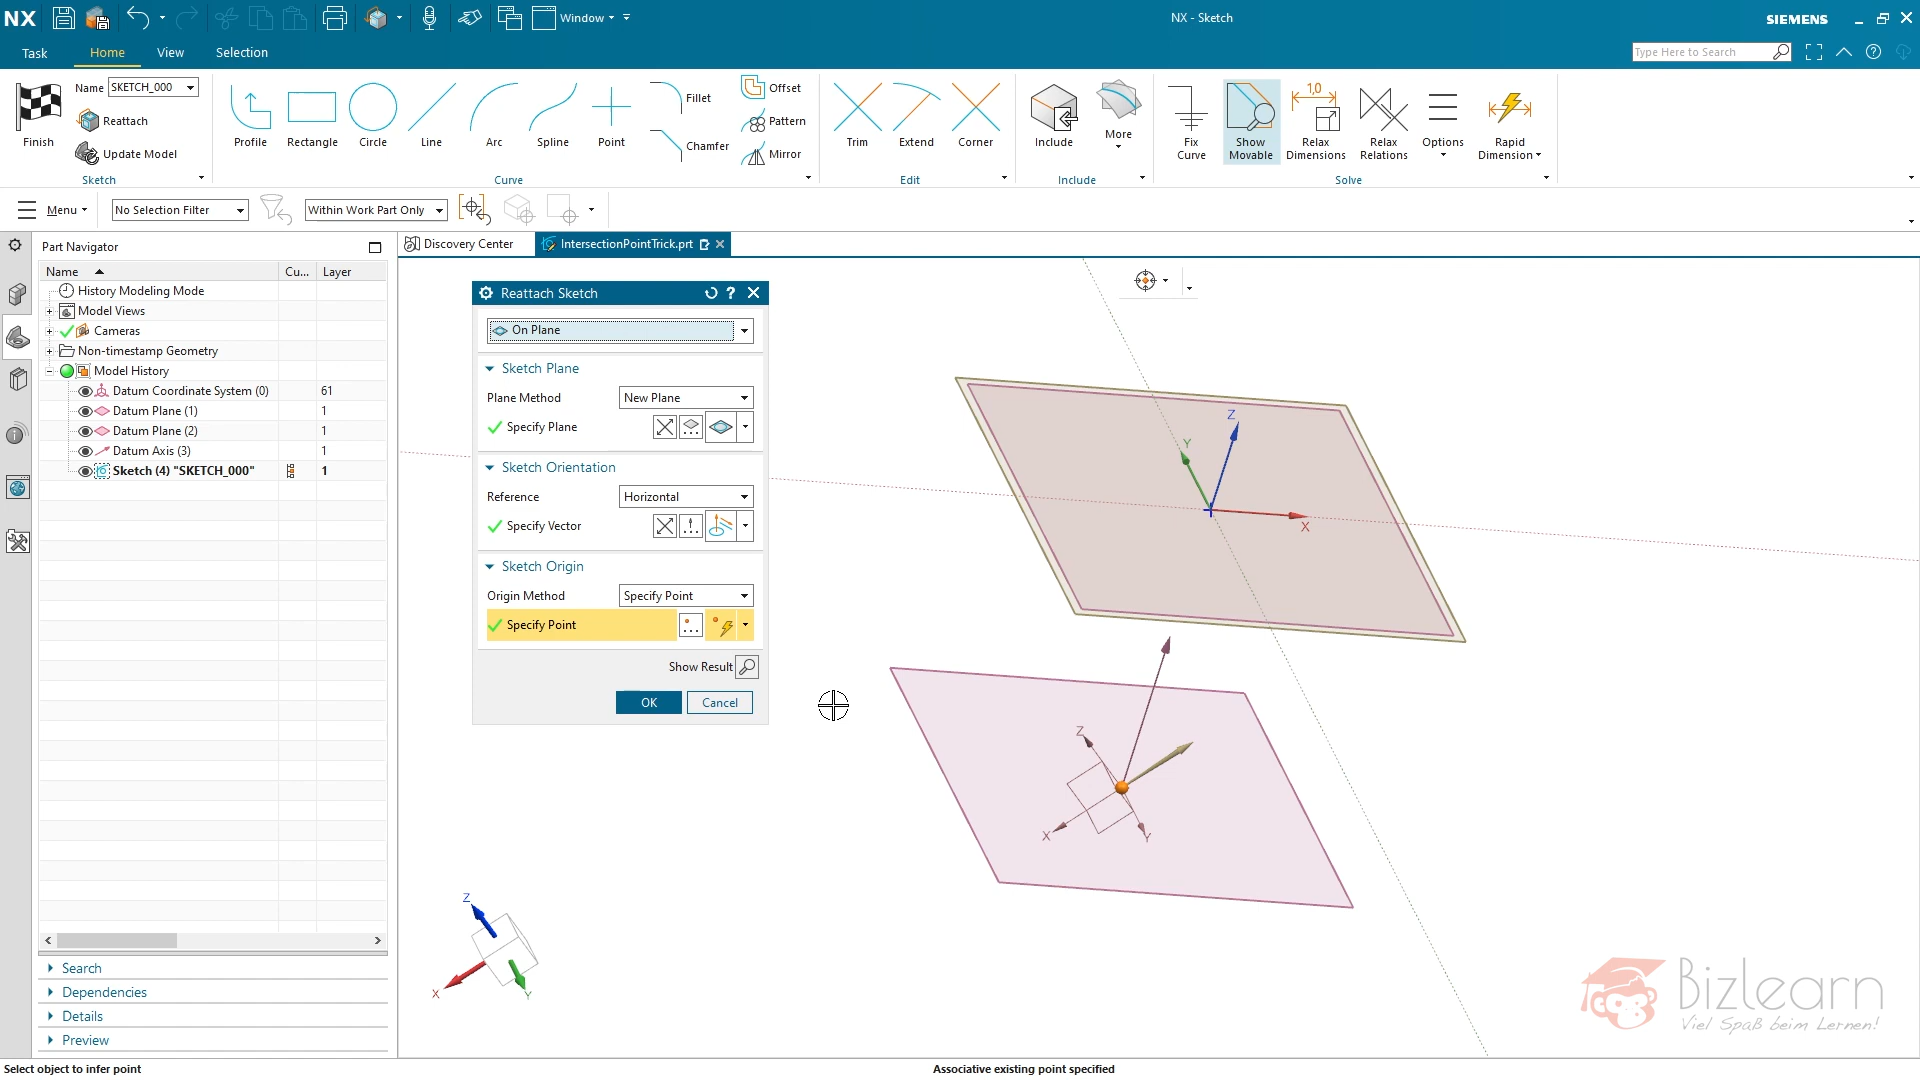 NX
Window
NX - Sketch
SIEMENS
Task
Home
View
Selection
Type Here to Search
Finish
Name
SKETCH_000
Reattach
Update Model
Sketch
Profile
Rectangle
Circle
Line
Arc
Spline
Point
Fillet
Chamfer
Offset
Pattern
Mirror
Curve
Trim
Extend
Corner
Edit
Include
More
Include
Fix
Curve
Show
Movable
1,0
Relax
Dimensions
Relax
Relations
Options
Rapid
Dimension
Solve
Menu
No Selection Filter
Within Work Part Only
Part Navigator
Discovery Center
IntersectionPointTrick.prt
Name
Cu...
Layer
History Modeling Mode
Model Views
Cameras
Non-timestamp Geometry
Model History
Datum Coordinate System (0)
61
Datum Plane (1)
1
Datum Plane (2)
1
Datum Axis (3)
1
Sketch (4) "SKETCH_000"
1
Search
Dependencies
Details
Preview
Reattach Sketch
On Plane
Sketch Plane
Plane Method
New Plane
Specify Plane
Sketch Orientation
Reference
Horizontal
Specify Vector
Sketch Origin
Origin Method
Specify Point
Specify Point
Show Result
OK
Cancel
Z
Y
X
Z
X
Y
Z
X
Y
Bizlearn
Viel Spaß beim Lernen!
Select object to infer point
Associative existing point specified